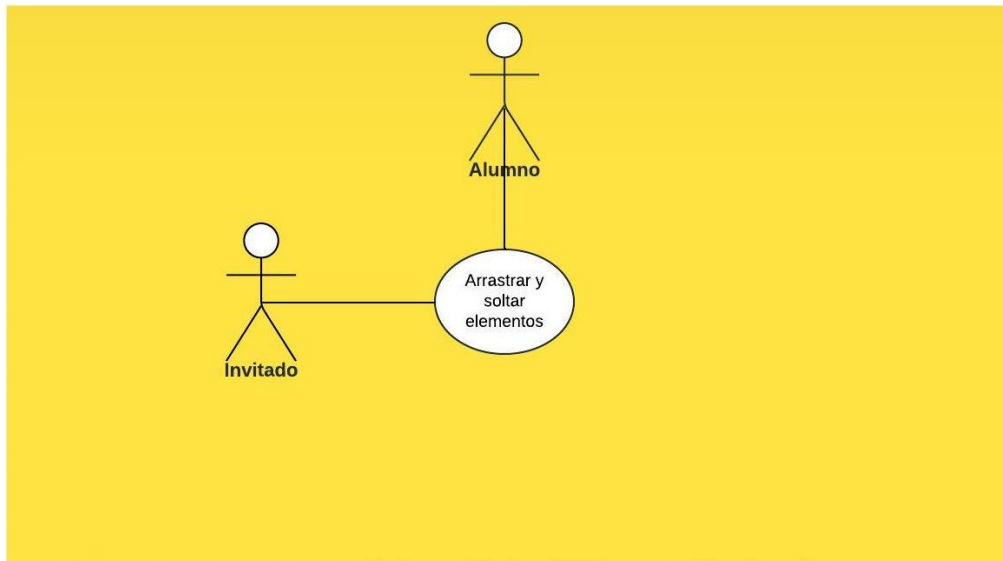 Alumno
Arrastrar y
soltar
elementos
Invitado